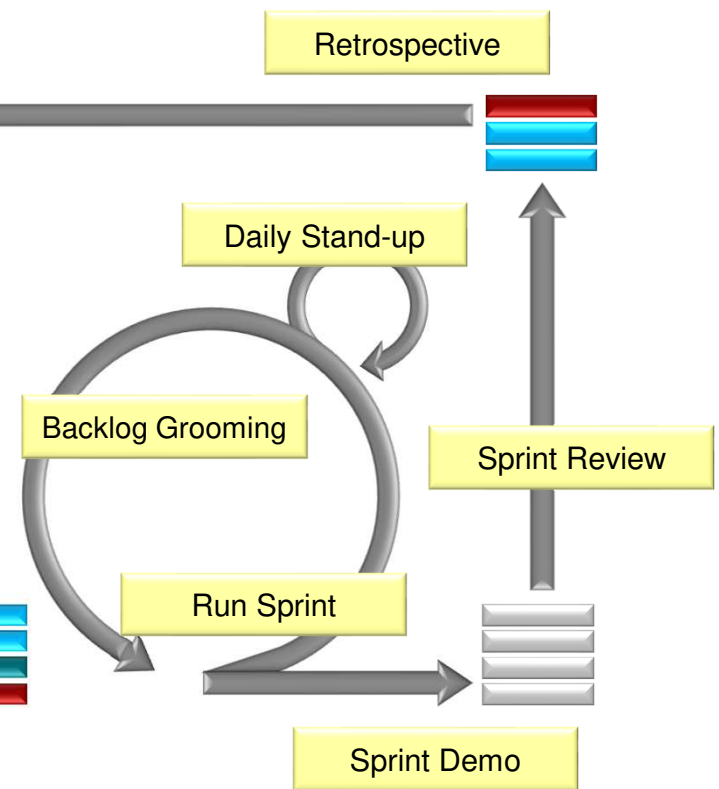 Retrospective
Daily Stand-up
Backlog Grooming
Sprint Review
Run Sprint
Sprint Demo